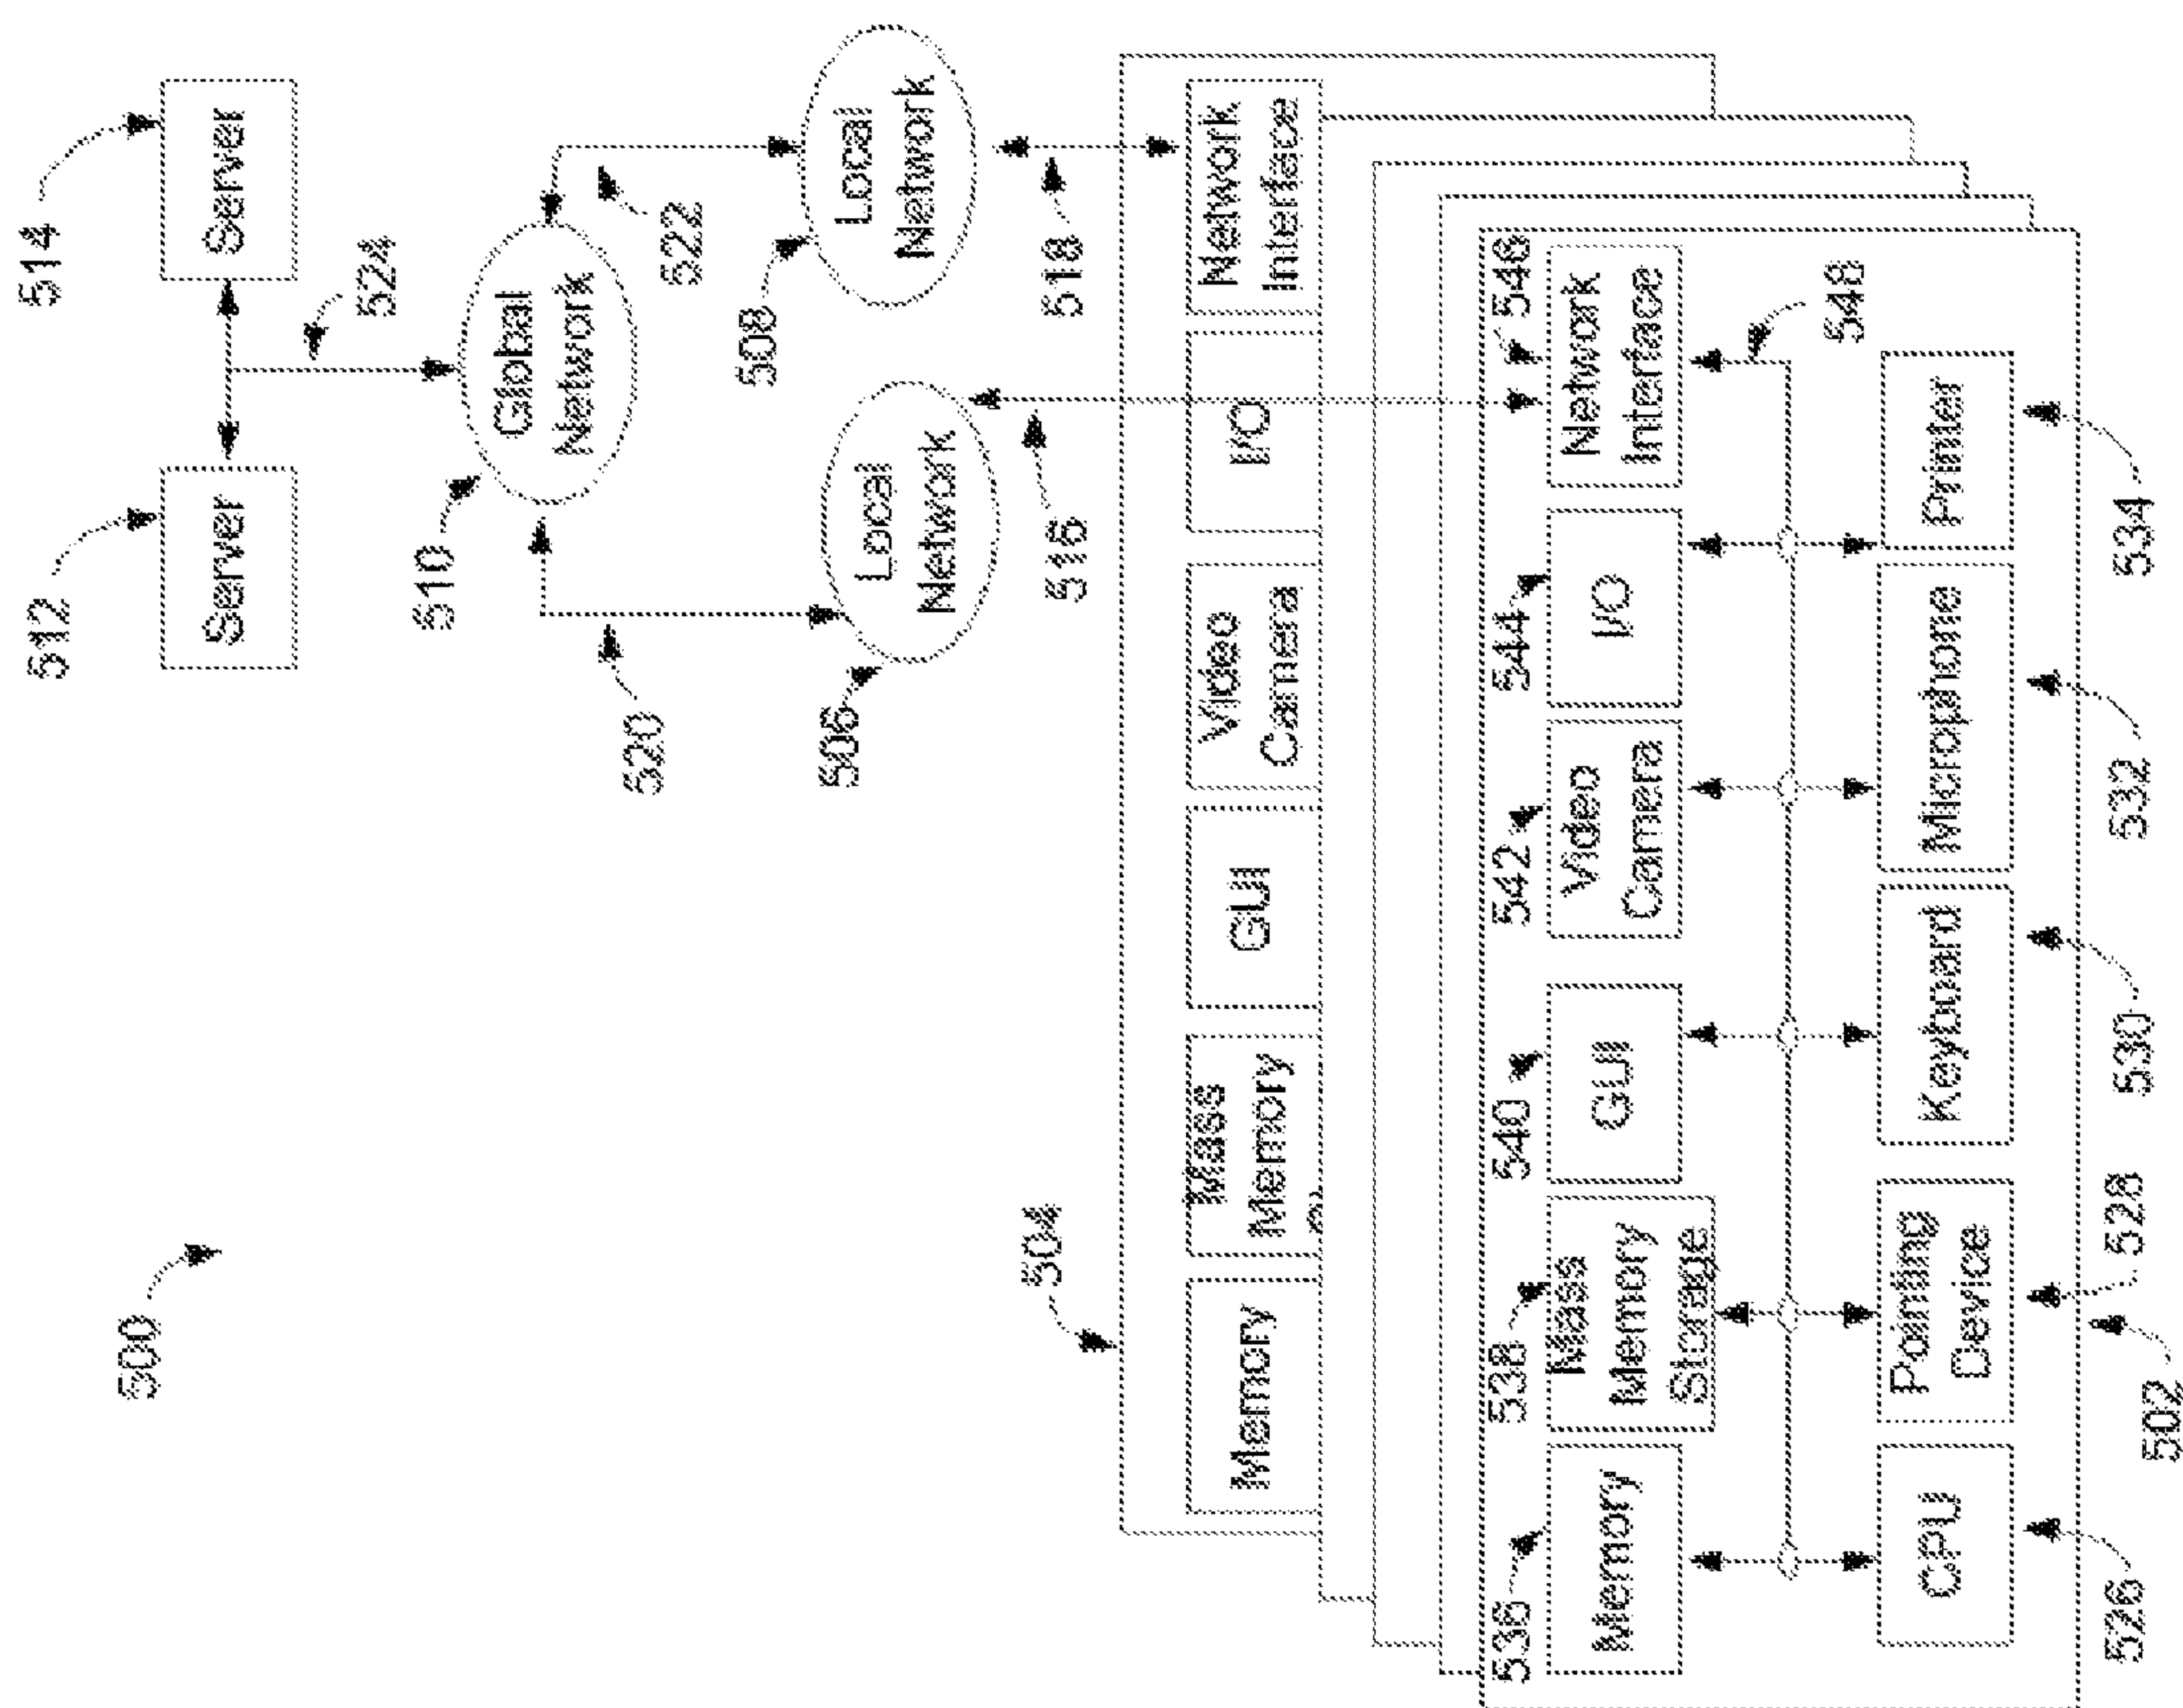 500
512
514
Server
Server
524
510
Global
Network
520
522
506
508
Local
Network
Local
Network
516
518
504
Memory
Mass
Memory
GUI
Video
Camera
I/O
Network
Interface
536
538
540
542
544
546
Memory
Mass
Memory
Storage
GUI
Video
Camera
I/O
Network
Interface
548
CPU
Pointing
Device
Keyboard
Microphone
Printer
526
502
528
530
532
534